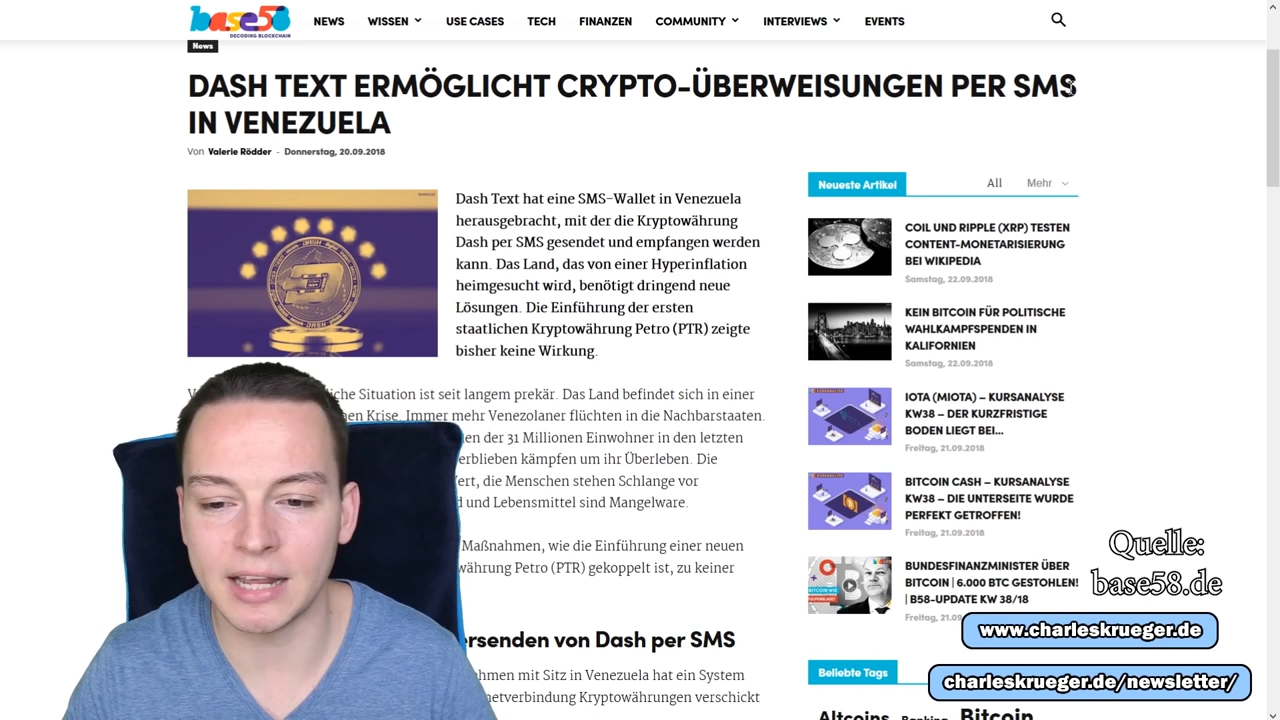 base58
DECODING BLOCKCHAIN
NEWS WISSEN USE CASES TECH FINANZEN COMMUNITY INTERVIEWS EVENTS
News
DASH TEXT ERMÖGLICHT CRYPTO-ÜBERWEISUNGEN PER SMS
IN VENEZUELA
Von Valerie Rödder - Donnerstag, 20.09.2018
Dash Text hat eine SMS-Wallet in Venezuela
herausgebracht, mit der die Kryptowährung
Dash per SMS gesendet und empfangen werden
kann. Das Land, das von einer Hyperinflation
heimgesucht wird, benötigt dringend neue
Lösungen. Die Einführung der ersten
staatlichen Kryptowährung Petro (PTR) zeigte
bisher keine Wirkung.
liche Situation ist seit langem prekär. Das Land befindet sich in einer
en Krise. Immer mehr Venezolaner flüchten in die Nachbarstaaten.
en der 31 Millionen Einwohner in den letzten
erblieben kämpfen um ihr Überleben. Die
ert, die Menschen stehen Schlange vor
d und Lebensmittel sind Mangelware.
Maßnahmen, wie die Einführung einer neuen
währung Petro (PTR) gekoppelt ist, zu keiner
ersenden von Dash per SMS
hmen mit Sitz in Venezuela hat ein System
netverbindung Kryptowährungen verschickt
Neueste Artikel
All Mehr
COIL UND RIPPLE (XRP) TESTEN
CONTENT-MONETARISIERUNG
BEI WIKIPEDIA
Samstag, 22.09.2018
KEIN BITCOIN FÜR POLITISCHE
WAHLKAMPFSPENDEN IN
KALIFORNIEN
Samstag, 22.09.2018
IOTA (MIOTA) – KURSANALYSE
KW38 – DER KURZFRISTIGE
BODEN LIEGT BEI...
Freitag, 21.09.2018
BITCOIN CASH – KURSANALYSE
KW38 – DIE UNTERSEITE WURDE
PERFEKT GETROFFEN!
Freitag, 21.09.2018
BUNDESFINANZMINISTER ÜBER
BITCOIN | 6.000 BTC GESTOHLEN!
| B58-UPDATE KW 38/18
Freitag, 21.0
Beliebte Tags
Altcoins Banking Bitcoin
Quelle:
base58.de
www.charleskrueger.de
charleskrueger.de/newsletter/